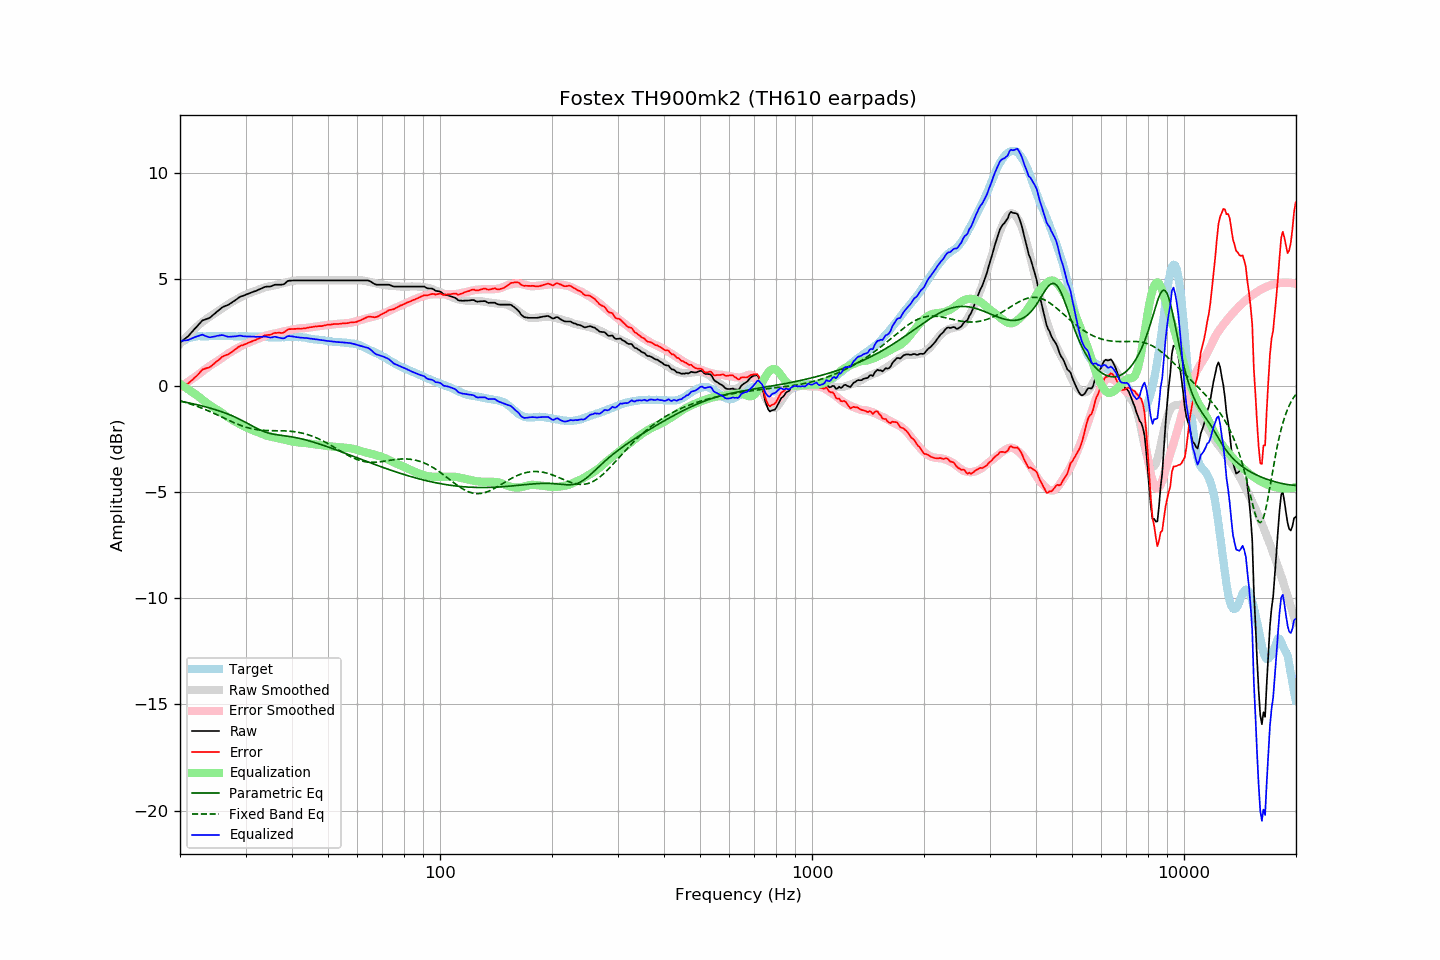 Fostex TH900mk2 (TH610 earpads)
Amplitude (dBr)
10
5
0
−5
−10
−15
−20
Target
Raw Smoothed
Error Smoothed
Raw
Error
Equalization
Parametric Eq
Fixed Band Eq
Equalized
100
1000
10000
Frequency (Hz)